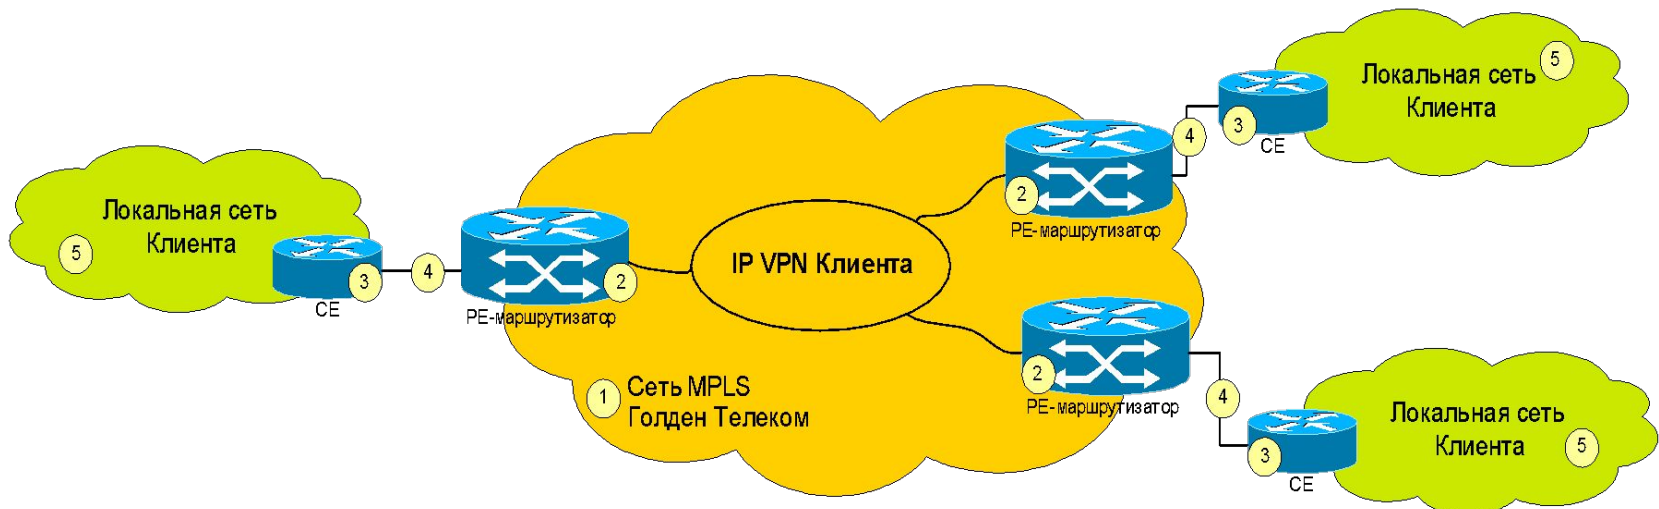 Локальная сеть
Клиента
5
3
CE
4
2
PE-маршрутизатор
IP VPN Клиента
1
Сеть MPLS
Голден Телеком
2
PE-маршрутизатор
4
3
CE
Локальная сеть
Клиента
5
2
PE-маршрутизатор
4
3
CE
Локальная сеть
Клиента
5